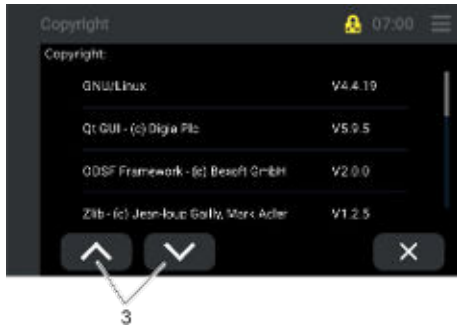 Copyright
07:00
Copyright:
GNU/Linux V4.4.19
Qt GUI - (c) Digia Plc V5.9.5
ODSF Framework - (c) Bexoft GmbH V2.0.0
Zlib - (c) Jean-loup Gailly, Mark Adler V1.2.5
3